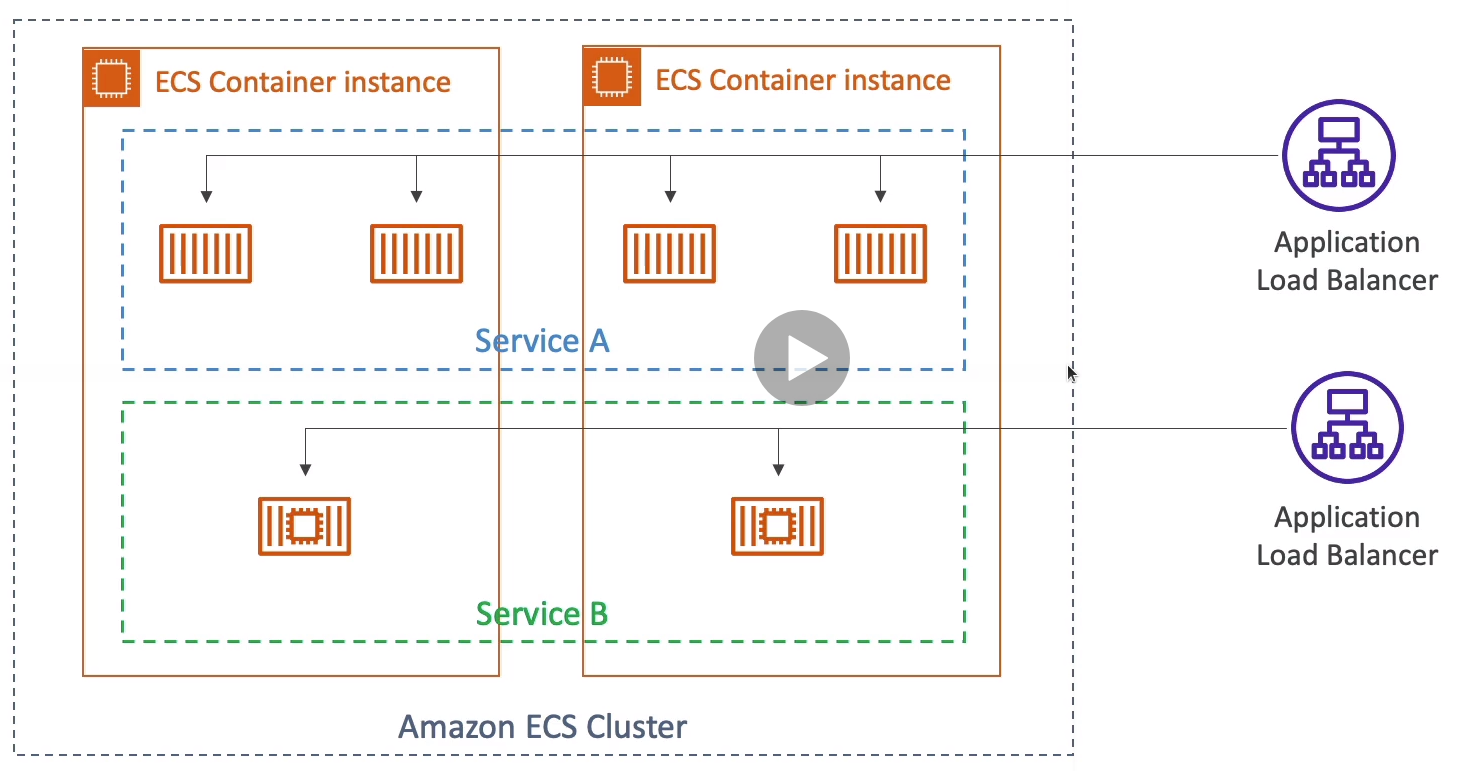 ECS Container instance
ECS Container instance
Application
Load Balancer
Service A
Application
Load Balancer
Service B
Amazon ECS Cluster